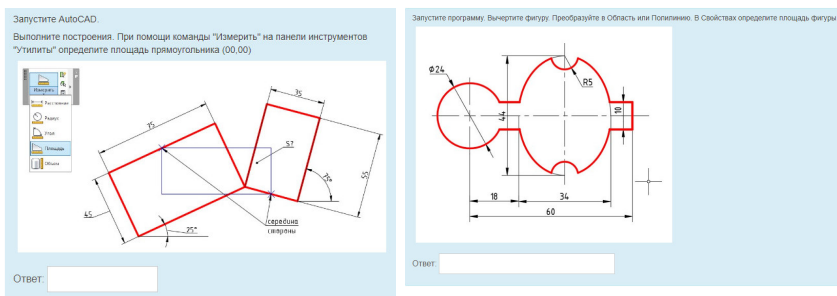 Запустите AutoCAD.
Выполните построения. При помощи команды "Измерить" на панели инструментов
"Утилиты" определите площадь прямоугольника (00,00)
Измерить
Расстояние
Радиус
Угол
Площадь
Объем
75
35
S?
55
75°
45
25°
середина
стороны
Ответ:
Запустите программу. Вычертите фигуру. Преобразуйте в Область или Полилинию. В Свойствах определите площадь фигуры
Ø24
R5
44
10
18
34
60
Ответ: